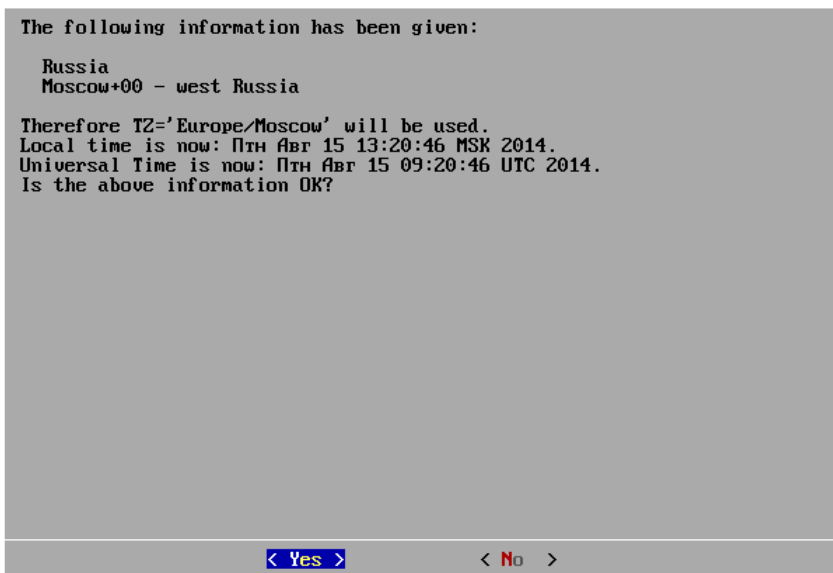 The following information has been given:
Russia
Moscow+00 - west Russia
Therefore TZ='Europe/Moscow' will be used.
Local time is now: Птн Авг 15 13:20:46 MSK 2014.
Universal Time is now: Птн Авг 15 09:20:46 UTC 2014.
Is the above information OK?
< Yes > < No >